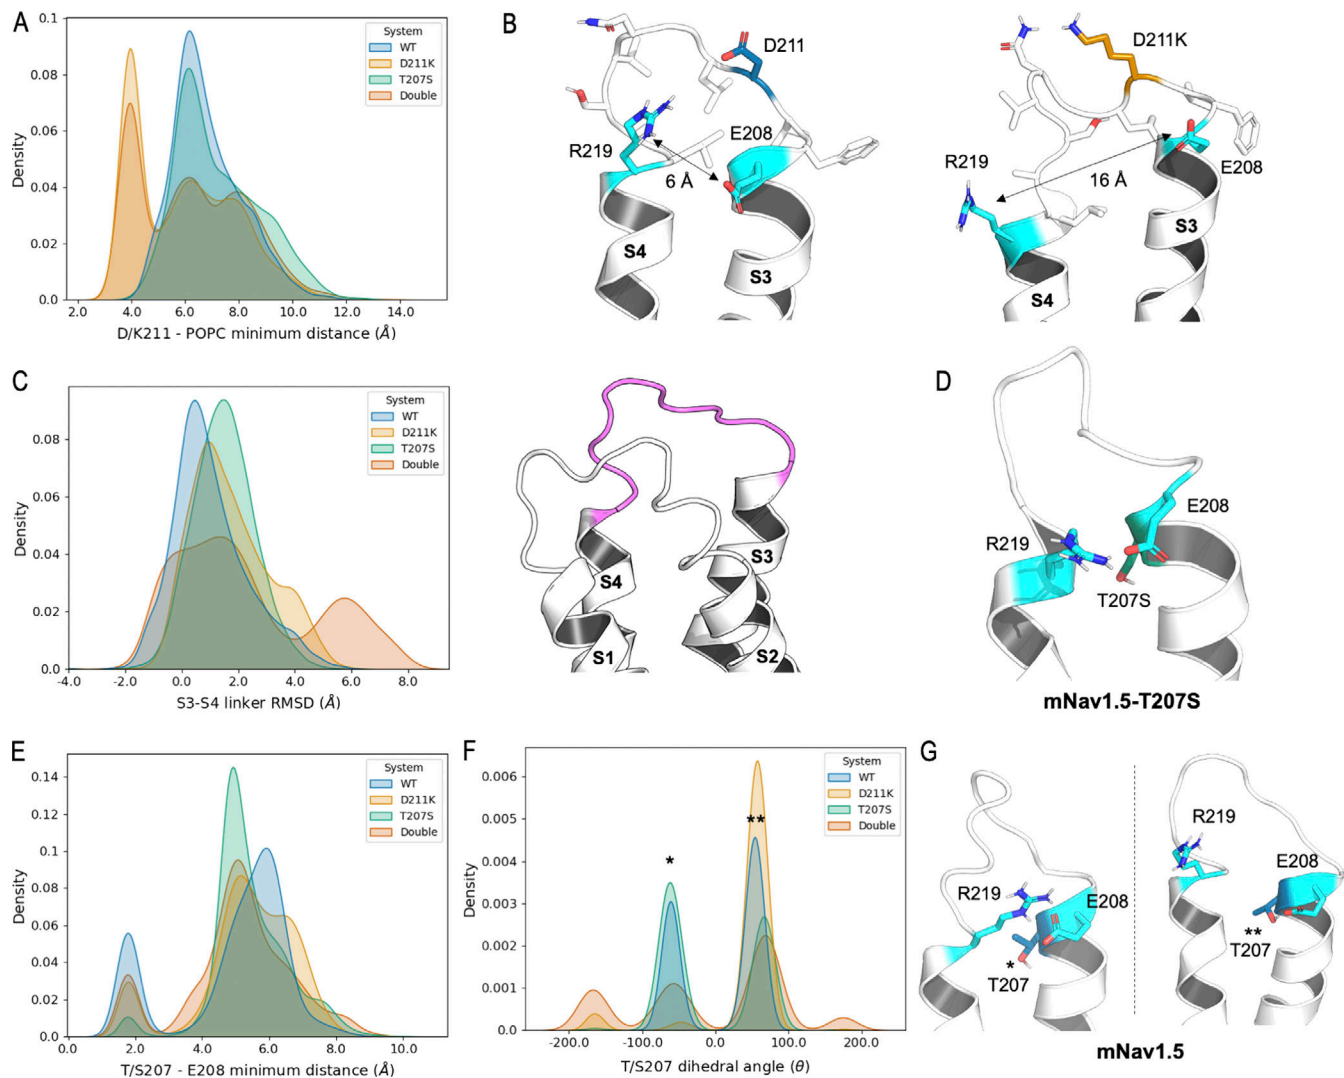 A
0.1
0.08
0.06
0.04
0.02
0.0
Density
2.0 4.0 6.0 8.0 10.0 12.0 14.0
D/K211 - POPC minimum distance (Å)
System
WT
D211K
T207S
Double
B
D211
E208
R219
6 Å
S4
S3
D211K
R219
E208
16 Å
S3
S4
C
0.08
0.06
0.04
0.02
0.0
Density
-4.0 -2.0 0.0 2.0 4.0 6.0 8.0
S3-S4 linker RMSD (Å)
System
WT
D211K
T207S
Double
S3
S4
S1
S2
D
E208
R219
T207S
mNav1.5-T207S
E
0.14
0.12
0.1
0.08
0.06
0.04
0.02
0.0
Density
0.0 2.0 4.0 6.0 8.0 10.0
T/S207 - E208 minimum distance (Å)
System
WT
D211K
T207S
Double
F
0.006
0.005
0.004
0.003
0.002
0.001
0.0
Density
-200.0 -100.0 0.0 100.0 200.0
T/S207 dihedral angle (θ)
System
WT
D211K
T207S
Double
*
**
G
R219
E208
*
T207
R219
E208
**
T207
mNav1.5